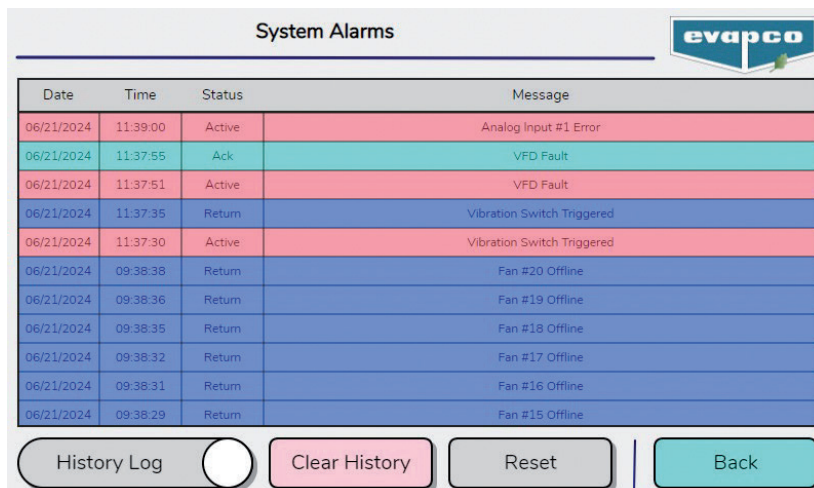 System Alarms
evapco
Date Time Status Message
06/21/2024 11:39:00 Active Analog Input #1 Error
06/21/2024 11:37:55 Ack VFD Fault
06/21/2024 11:37:51 Active VFD Fault
06/21/2024 11:37:35 Return Vibration Switch Triggered
06/21/2024 11:37:30 Active Vibration Switch Triggered
06/21/2024 09:38:38 Return Fan #20 Offline
06/21/2024 09:38:36 Return Fan #19 Offline
06/21/2024 09:38:35 Return Fan #18 Offline
06/21/2024 09:38:32 Return Fan #17 Offline
06/21/2024 09:38:31 Return Fan #16 Offline
06/21/2024 09:38:29 Return Fan #15 Offline
History Log Clear History Reset Back